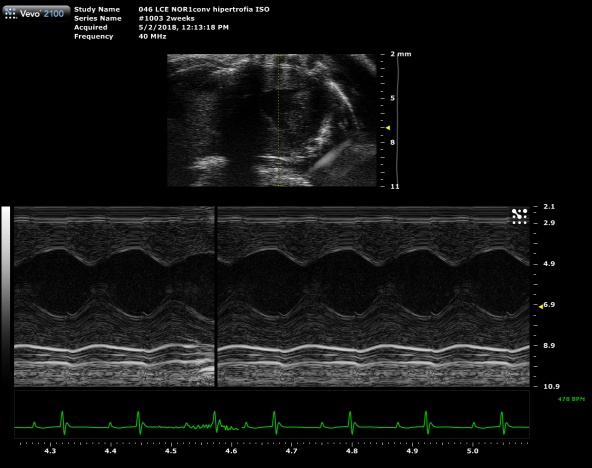 Vevo 2100
Study Name 046 LCE NOR1conv hipertrofia ISO
Series Name #1003 2weeks
Acquired 5/2/2018, 12:13:18 PM
Frequency 40 MHz
2 mm
5
8
11
2.1
2.9
4.9
6.9
8.9
10.9
478 BPM
4.3 4.4 4.5 4.6 4.7 4.8 4.9 5.0